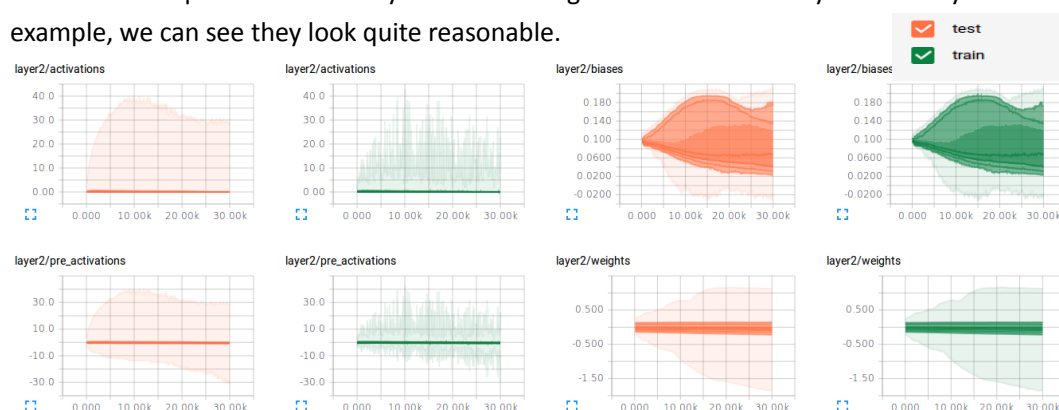 example, we can see they look quite reasonable.
test
train
layer2/activations
40.0
30.0
20.0
10.0
0.00
0.000 10.00k 20.00k 30.00k
layer2/activations
40.0
30.0
20.0
10.0
0.00
0.000 10.00k 20.00k 30.00k
layer2/biases
0.180
0.140
0.100
0.0600
0.0200
-0.0200
0.000 10.00k 20.00k 30.00k
layer2/biases
0.180
0.140
0.100
0.0600
0.0200
-0.0200
0.000 10.00k 20.00k 30.00k
layer2/pre_activations
30.0
10.0
-10.0
-30.0
0.000 10.00k 20.00k 30.00k
layer2/pre_activations
30.0
10.0
-10.0
-30.0
0.000 10.00k 20.00k 30.00k
layer2/weights
0.500
-0.500
-1.50
0.000 10.00k 20.00k 30.00k
layer2/weights
0.500
-0.500
-1.50
0.000 10.00k 20.00k 30.00k